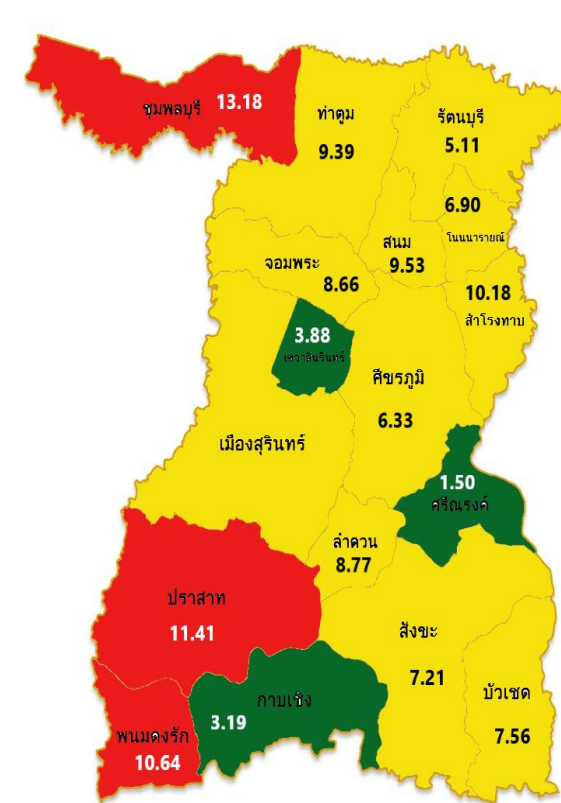 ชุมพลบุรี 13.18
ท่าตูม
9.39
รัตนบุรี
5.11
6.90
โนนนารายณ์
สนม
9.53
จอมพระ
8.66
10.18
สำโรงทาบ
3.88
เขวาสินรินทร์
ศีขรภูมิ
6.33
เมืองสุรินทร์
1.50
ศรีณรงค์
ลำดวน
8.77
ปราสาท
11.41
สังขะ
7.21
บัวเชด
7.56
กาบเชิง
3.19
พนมดงรัก
10.64